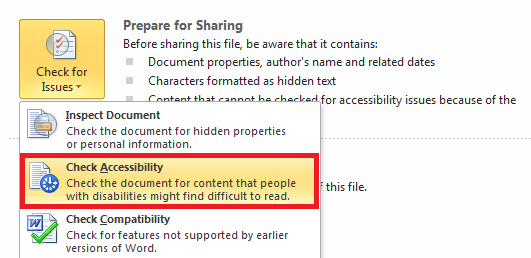 Prepare for Sharing
Before sharing this file, be aware that it contains:
Document properties, author's name and related dates
Characters formatted as hidden text
Content that cannot be checked for accessibility issues because of the
Check for
Issues
Inspect Document
Check the document for hidden properties
or personal information.
Check Accessibility
Check the document for content that people
with disabilities might find difficult to read.
of this file.
Check Compatibility
Check for features not supported by earlier
versions of Word.